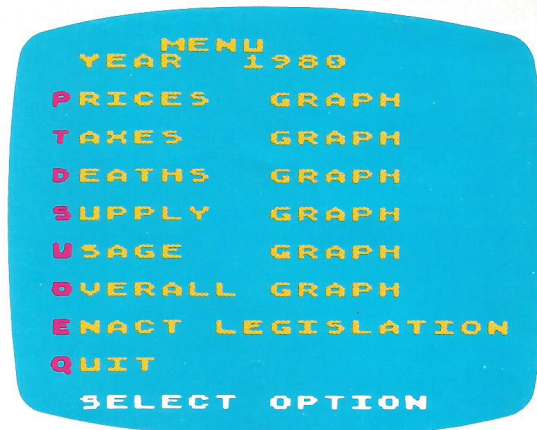 MENU
YEAR 1980
PRICES GRAPH
TAXES GRAPH
DEATHS GRAPH
SUPPLY GRAPH
USAGE GRAPH
OVERALL GRAPH
ENACT LEGISLATION
QUIT
SELECT OPTION